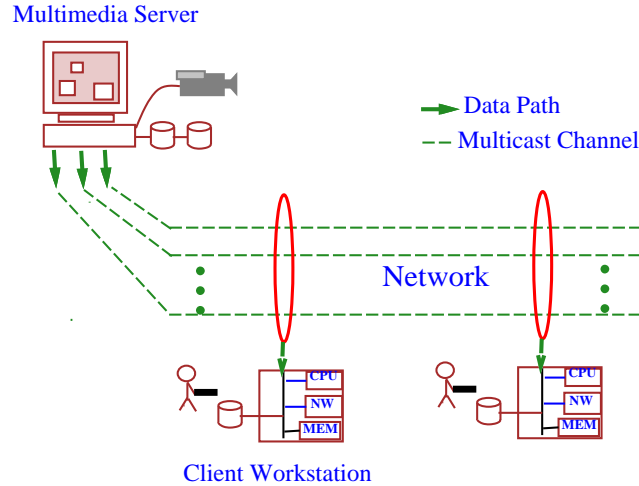 Multimedia Server
Data Path
Multicast Channel
Network
CPU
NW
MEM
CPU
NW
MEM
Client Workstation